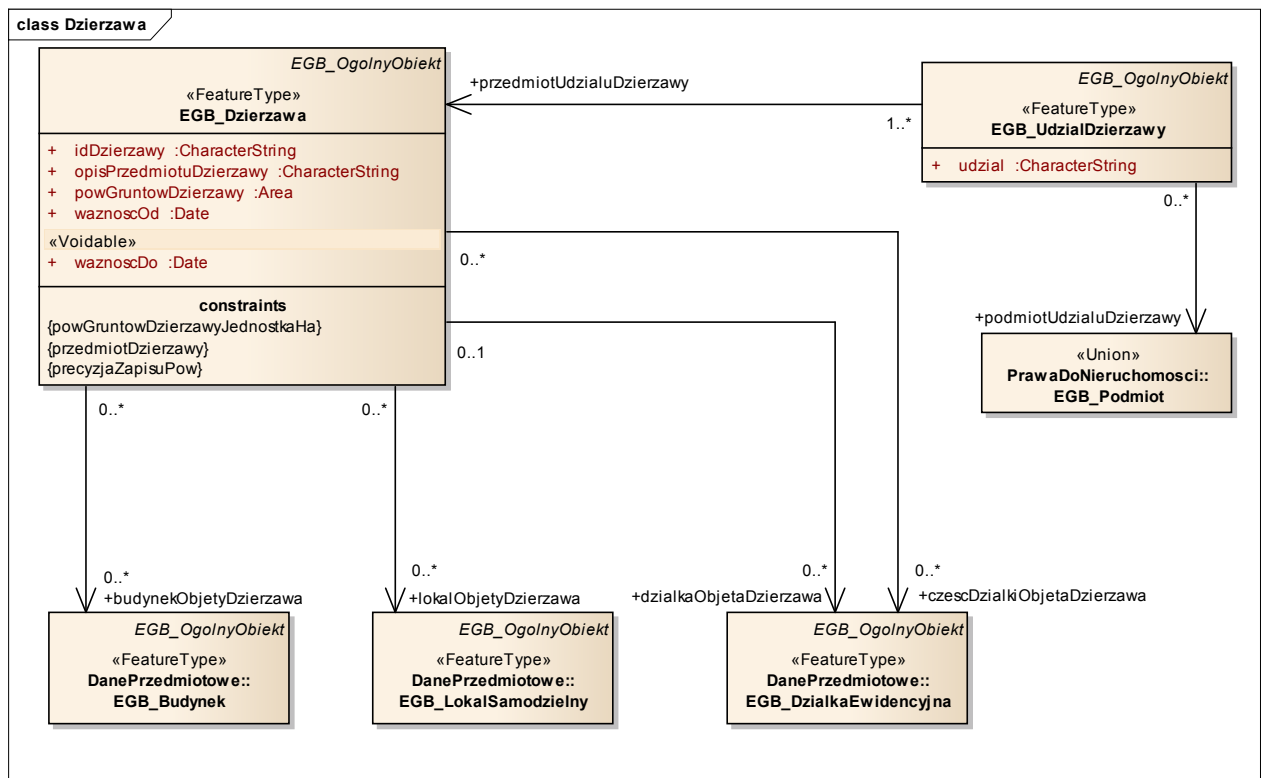 class Dzierzawa
EGB_OgolnyObiekt
«FeatureType»
EGB_Dzierzawa
+ idDzierzawy :CharacterString
+ opisPrzedmiotuDzierzawy :CharacterString
+ powGruntowDzierzawy :Area
+ waznoscOd :Date
«Voidable»
+ waznoscDo :Date
constraints
{powGruntowDzierzawyJednostkaHa}
{przedmiotDzierzawy}
{precyzjaZapisuPow}
+przedmiotUdzialuDzierzawy
1..*
EGB_OgolnyObiekt
«FeatureType»
EGB_UdzialDzierzawy
+ udzial :CharacterString
0..*
+podmiotUdzialuDzierzawy
«Union»
PrawaDoNieruchomosci::
EGB_Podmiot
0..*
0..1
0..*
0..*
0..*
+budynekObjetyDzierzawa
0..*
+lokalObjetyDzierzawa
0..*
+dzialkaObjetaDzierzawa
0..*
+czescDzialkiObjetaDzierzawa
EGB_OgolnyObiekt
«FeatureType»
DanePrzedmiotowe::
EGB_Budynek
EGB_OgolnyObiekt
«FeatureType»
DanePrzedmiotowe::
EGB_LokalSamodzielny
EGB_OgolnyObiekt
«FeatureType»
DanePrzedmiotowe::
EGB_DzialkaEwidencyjna